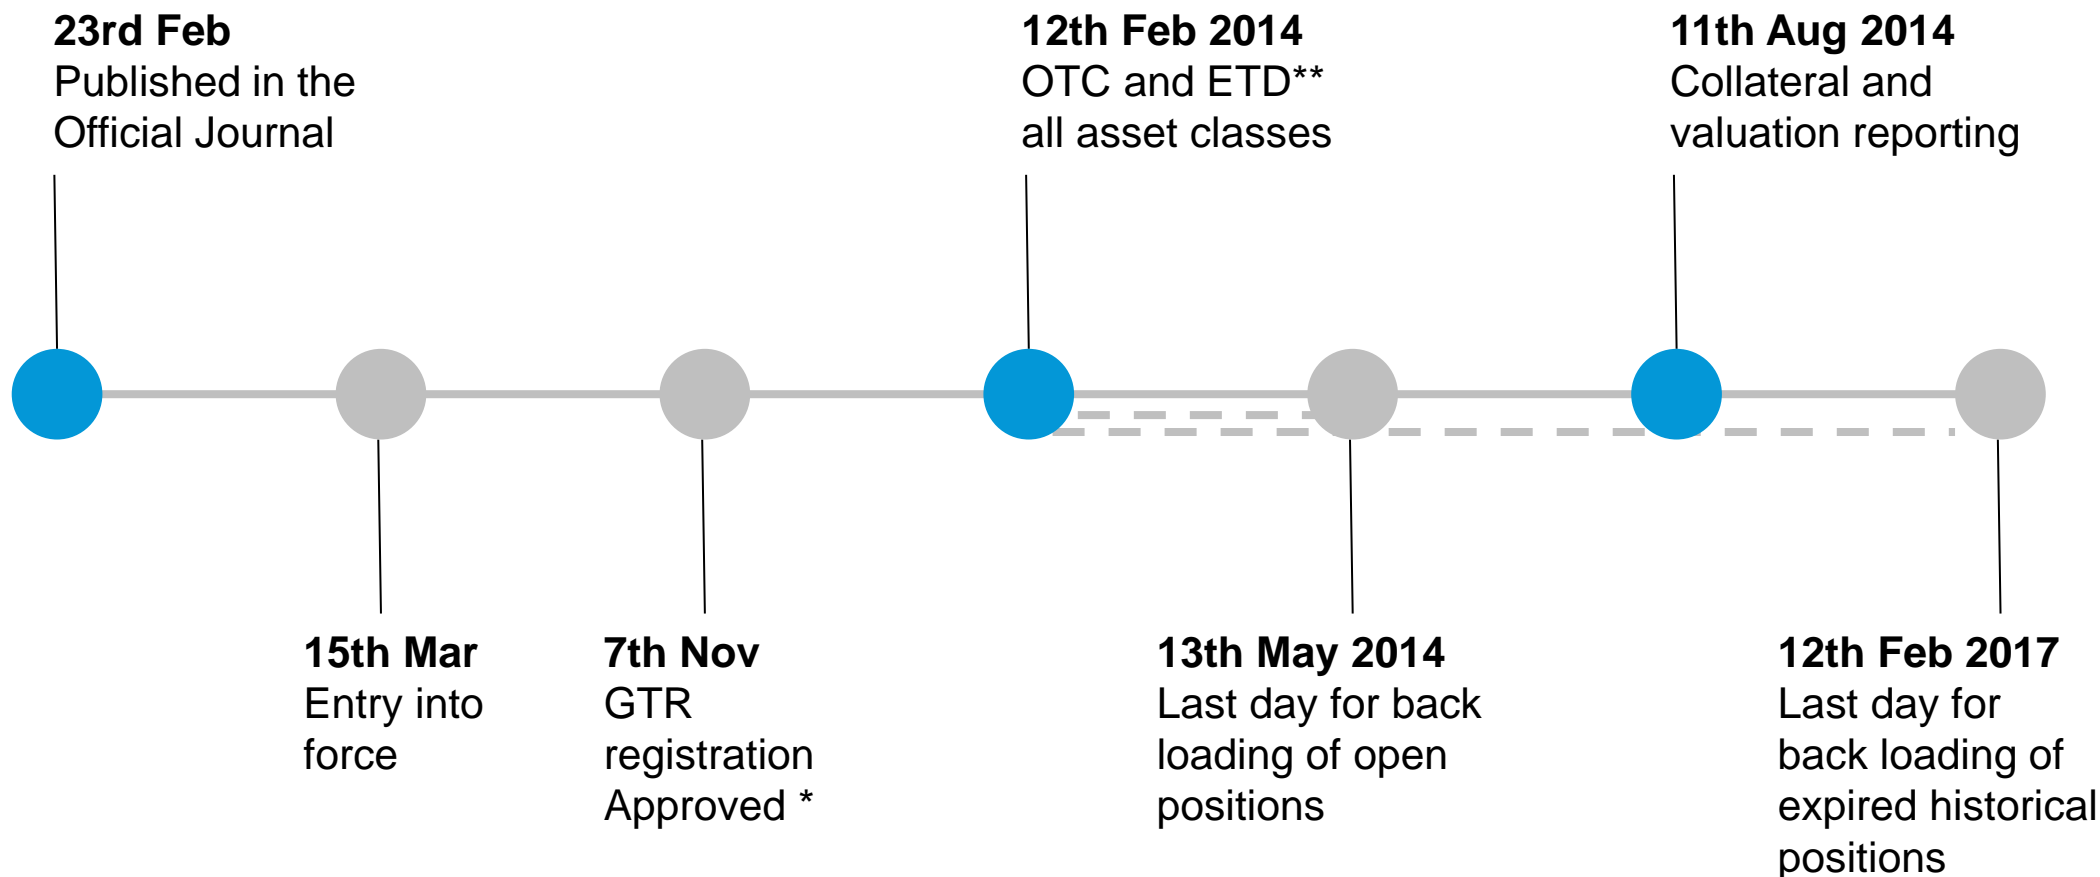 23rd Feb
Published in the
Official Journal
12th Feb 2014
OTC and ETD**
all asset classes
11th Aug 2014
Collateral and
valuation reporting
15th Mar
Entry into
force
7th Nov
GTR
registration
Approved *
13th May 2014
Last day for back
loading of open
positions
12th Feb 2017
Last day for
back loading of
expired historical
positions